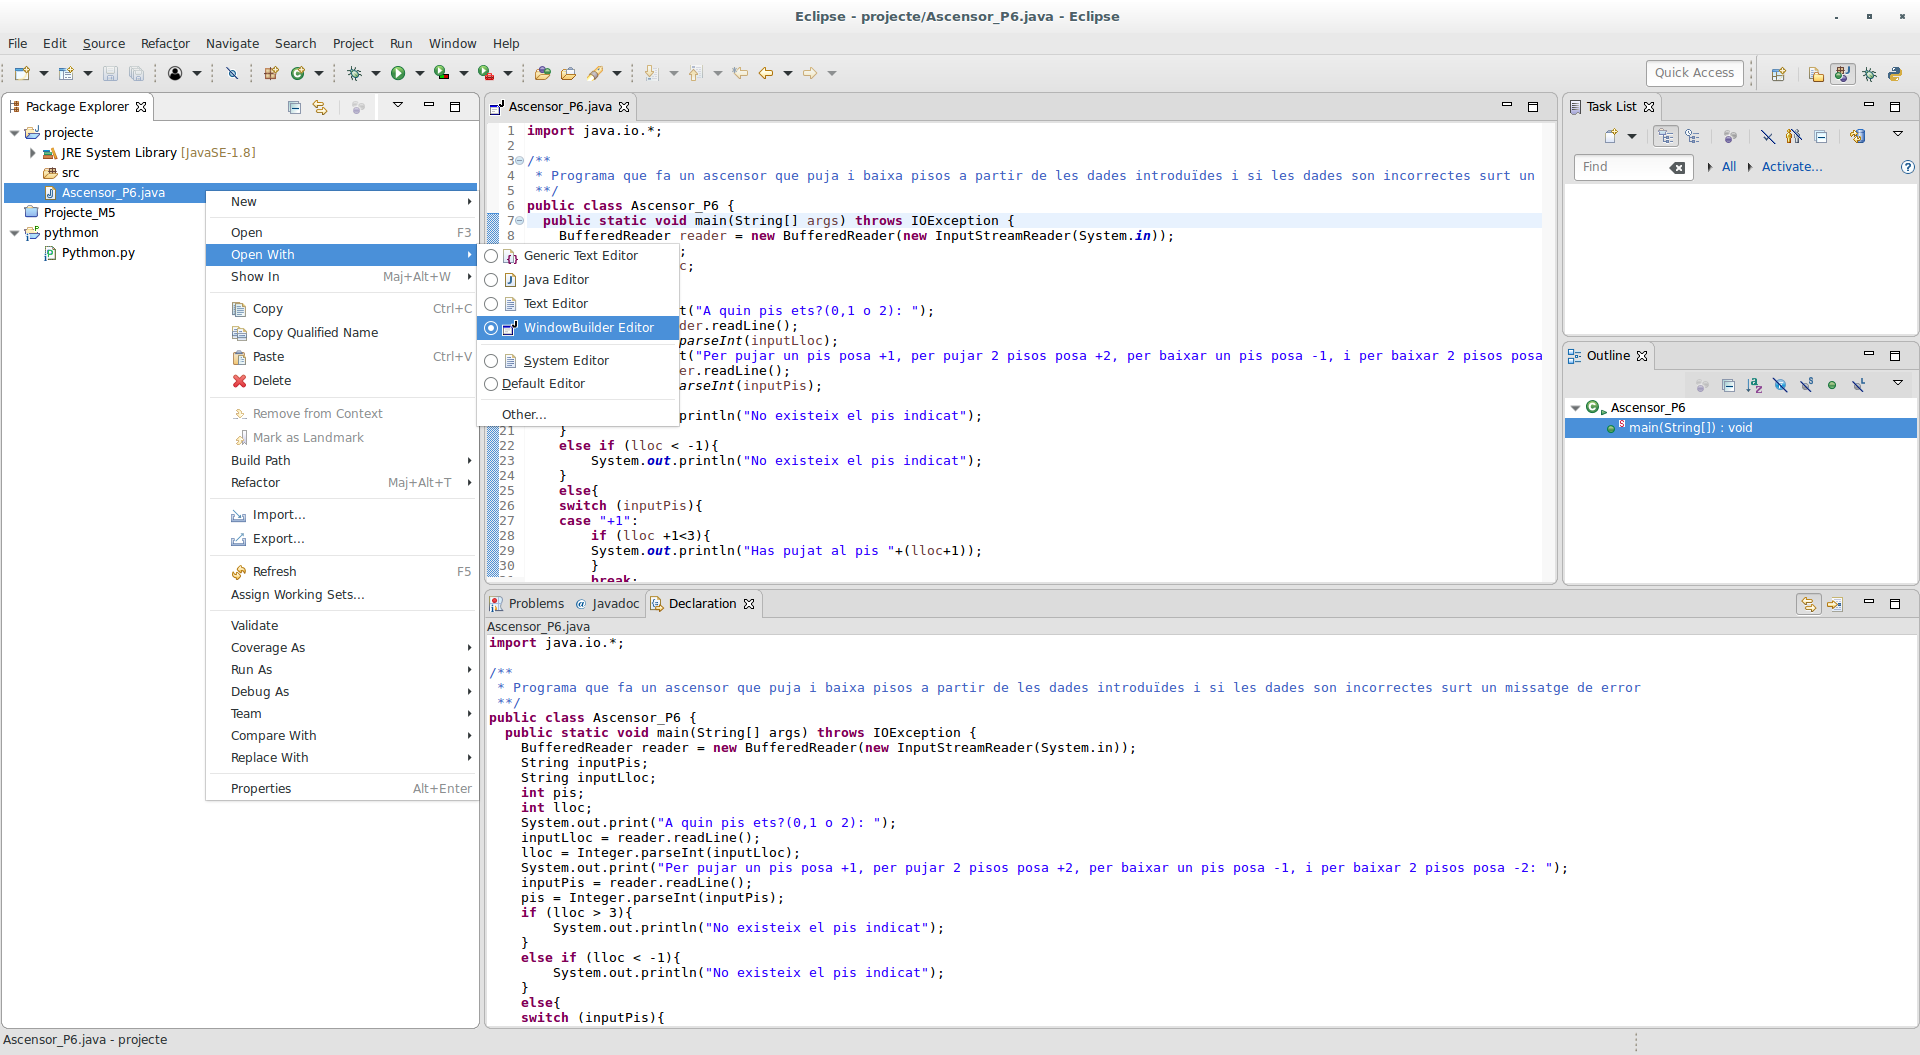 Eclipse - projecte/Ascensor_P6.java - Eclipse
File Edit Source Refactor Navigate Search Project Run Window Help
Quick Access
Package Explorer
projecte
JRE System Library [JavaSE-1.8]
src
Ascensor_P6.java
Projecte_M5
pythmon
Pythmon.py
New
Open F3
Open With
Show In Maj+Alt+W
Copy Ctrl+C
Copy Qualified Name
Paste Ctrl+V
Delete
Remove from Context
Mark as Landmark
Build Path
Refactor Maj+Alt+T
Import...
Export...
Refresh F5
Assign Working Sets...
Validate
Coverage As
Run As
Debug As
Team
Compare With
Replace With
Properties Alt+Enter
Generic Text Editor
Java Editor
Text Editor
WindowBuilder Editor
System Editor
Default Editor
Other...
Ascensor_P6.java
1 import java.io.*;
2
3 /**
4 * Programa que fa un ascensor que puja i baixa pisos a partir de les dades introduïdes i si les dades son incorrectes surt un
5 **/
6 public class Ascensor_P6 {
7 public static void main(String[] args) throws IOException {
8 BufferedReader reader = new BufferedReader(new InputStreamReader(System.in));
;
c;
t("A quin pis ets?(0,1 o 2): ");
der.readLine();
parseInt(inputLloc);
t("Per pujar un pis posa +1, per pujar 2 pisos posa +2, per baixar un pis posa -1, i per baixar 2 pisos posa
er.readLine();
arseInt(inputPis);
println("No existeix el pis indicat");
21 }
22 else if (lloc < -1){
23 System.out.println("No existeix el pis indicat");
24 }
25 else{
26 switch (inputPis){
27 case "+1":
28 if (lloc +1<3){
29 System.out.println("Has pujat al pis "+(lloc+1));
30 }
break;
Task List
Find All Activate...
Outline
Ascensor_P6
main(String[]) : void
Problems @ Javadoc Declaration
Ascensor_P6.java
import java.io.*;
/**
* Programa que fa un ascensor que puja i baixa pisos a partir de les dades introduïdes i si les dades son incorrectes surt un missatge de error
**/
public class Ascensor_P6 {
public static void main(String[] args) throws IOException {
BufferedReader reader = new BufferedReader(new InputStreamReader(System.in));
String inputPis;
String inputLloc;
int pis;
int lloc;
System.out.print("A quin pis ets?(0,1 o 2): ");
inputLloc = reader.readLine();
lloc = Integer.parseInt(inputLloc);
System.out.print("Per pujar un pis posa +1, per pujar 2 pisos posa +2, per baixar un pis posa -1, i per baixar 2 pisos posa -2: ");
inputPis = reader.readLine();
pis = Integer.parseInt(inputPis);
if (lloc > 3){
System.out.println("No existeix el pis indicat");
}
else if (lloc < -1){
System.out.println("No existeix el pis indicat");
}
else{
switch (inputPis){
Ascensor_P6.java - projecte